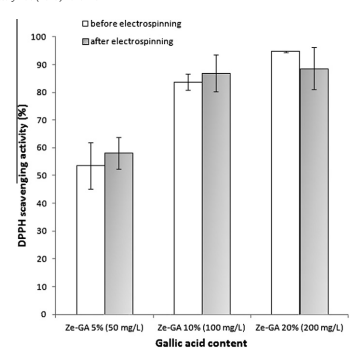 before electrospinning
after electrospinning
DPPH scavenging activity (%)
100
90
80
70
60
50
40
30
20
10
0
Ze-GA 5% (50 mg/L) Ze-GA 10% (100 mg/L) Ze-GA 20% (200 mg/L)
Gallic acid content